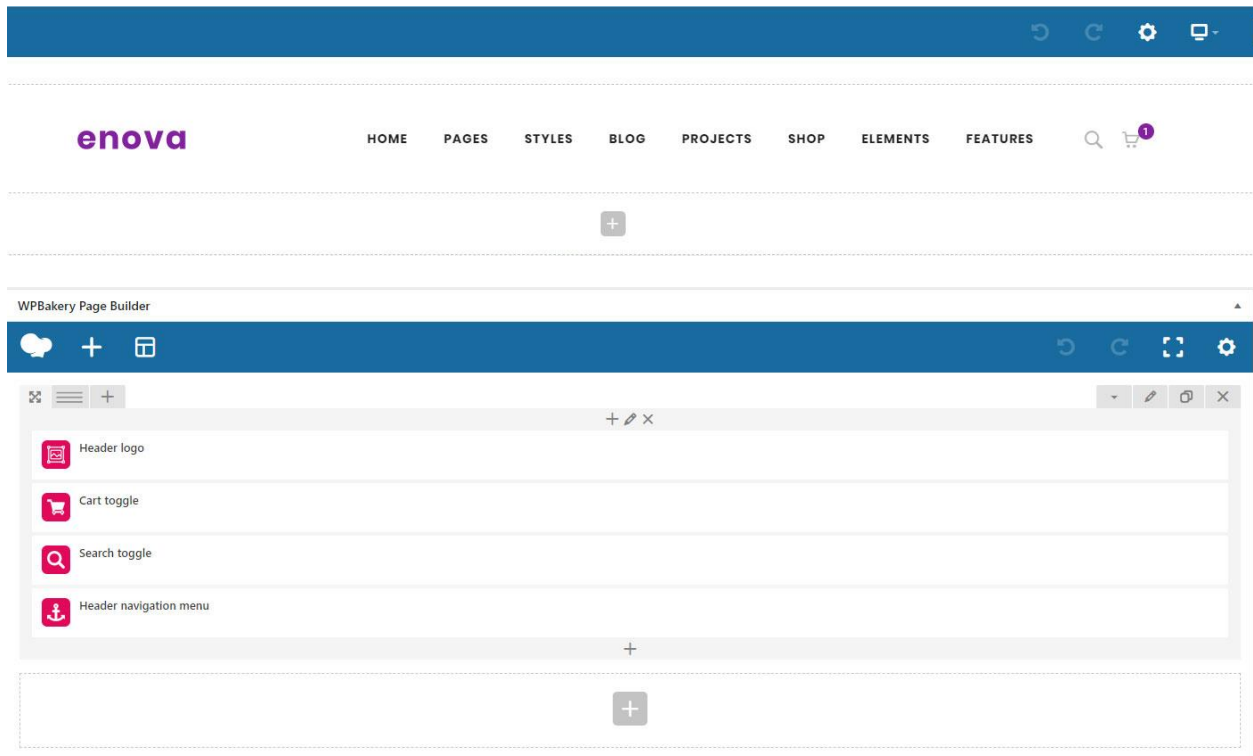 enova HOME PAGES STYLES BLOG PROJECTS SHOP ELEMENTS FEATURES 1
WPBakery Page Builder
Header logo
Cart toggle
Search toggle
Header navigation menu